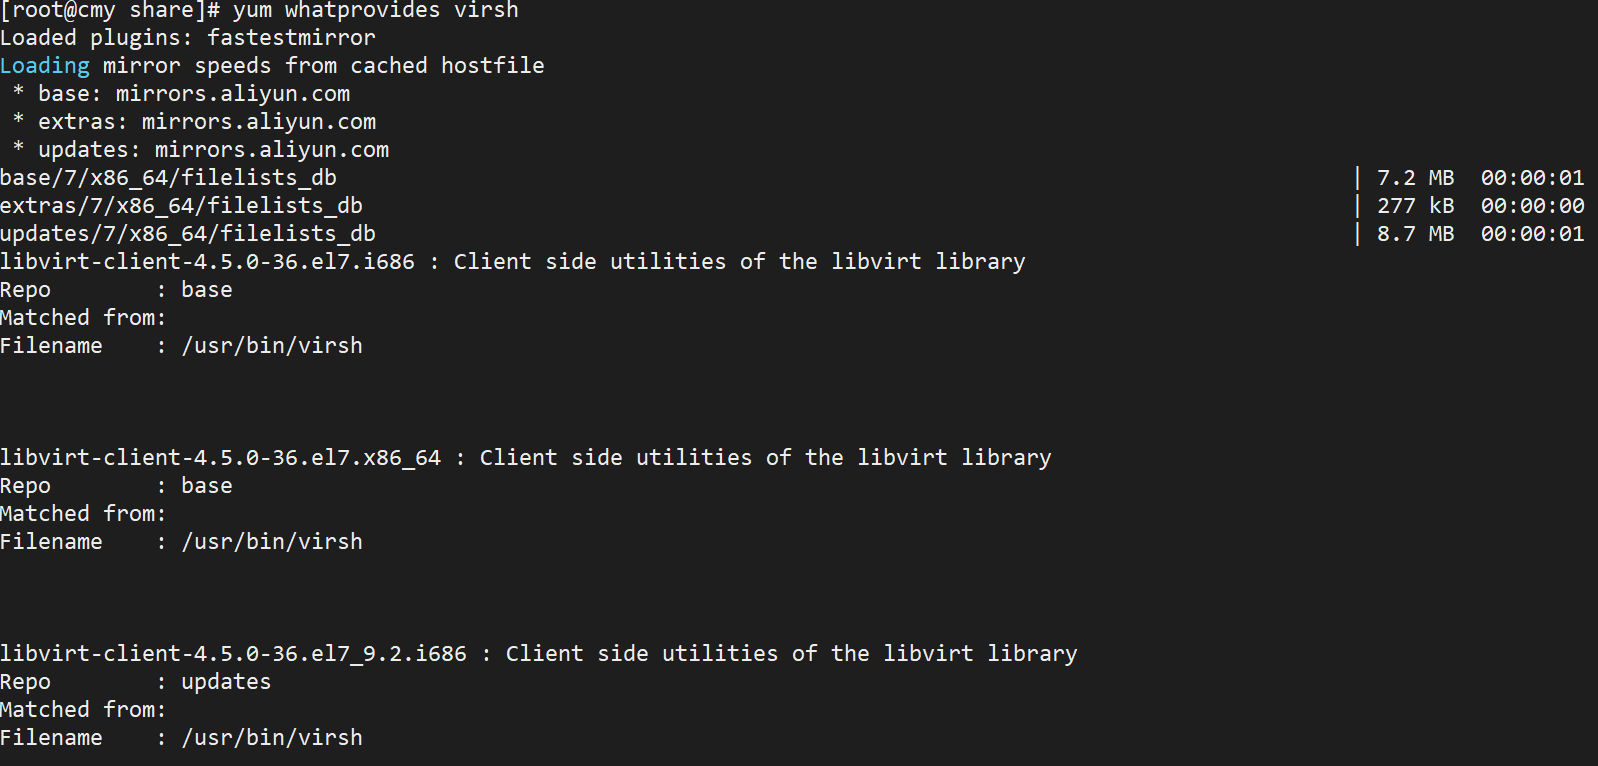 [root@cmy share]# yum whatprovides virsh
Loaded plugins: fastestmirror
Loading mirror speeds from cached hostfile
 * base: mirrors.aliyun.com
 * extras: mirrors.aliyun.com
 * updates: mirrors.aliyun.com
base/7/x86_64/filelists_db | 7.2 MB  00:00:01
extras/7/x86_64/filelists_db | 277 kB  00:00:00
updates/7/x86_64/filelists_db | 8.7 MB  00:00:01
libvirt-client-4.5.0-36.el7.i686 : Client side utilities of the libvirt library
Repo        : base
Matched from:
Filename    : /usr/bin/virsh
libvirt-client-4.5.0-36.el7.x86_64 : Client side utilities of the libvirt library
Repo        : base
Matched from:
Filename    : /usr/bin/virsh
libvirt-client-4.5.0-36.el7_9.2.i686 : Client side utilities of the libvirt library
Repo        : updates
Matched from:
Filename    : /usr/bin/virsh